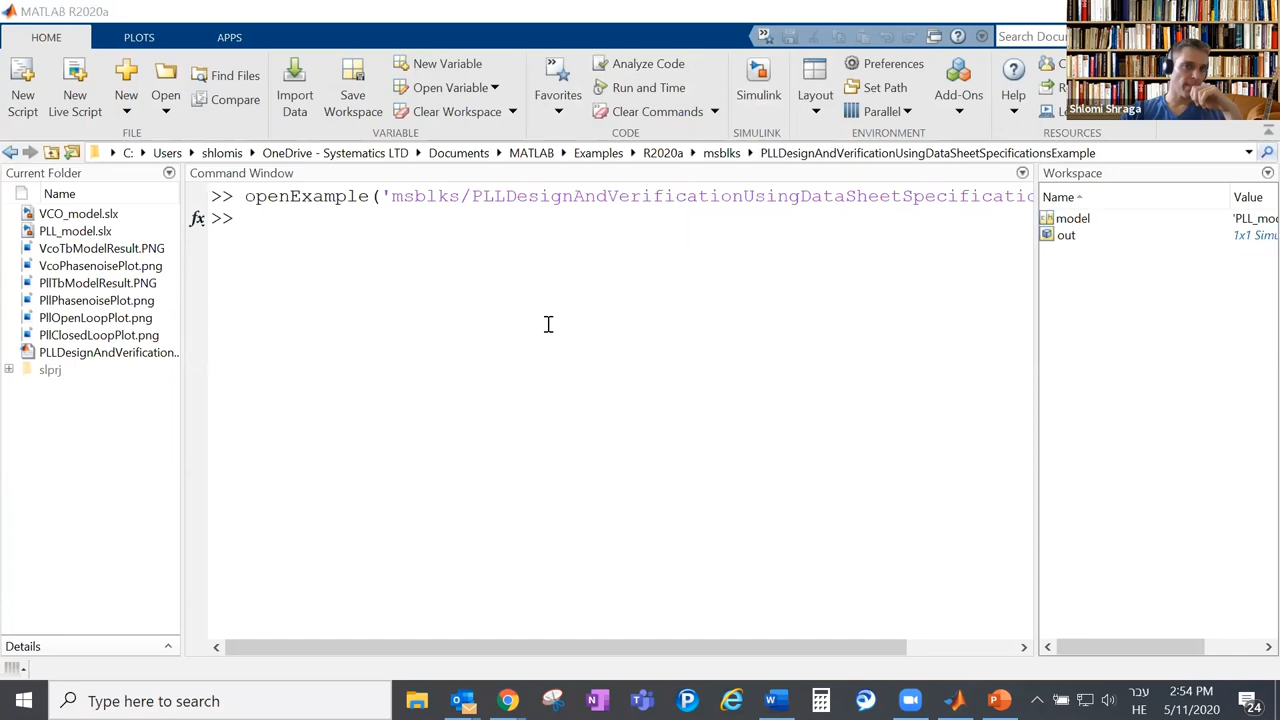 MATLAB R2020a
HOME PLOTS APPS
Search Docu
Shlomi Shraga
New Script
New Live Script
New
Open
Find Files
Compare
Import Data
Save Workspa
New Variable
Open Variable
Clear Workspace
Favorites
Analyze Code
Run and Time
Clear Commands
Simulink
Layout
Preferences
Set Path
Parallel
Add-Ons
Help
FILE VARIABLE CODE SIMULINK ENVIRONMENT RESOURCES
C: Users shlomis OneDrive - Systematics LTD Documents MATLAB Examples R2020a msblks PLLDesignAndVerificationUsingDataSheetSpecificationsExample
Current Folder
Name
VCO_model.slx
PLL_model.slx
VcoTbModelResult.PNG
VcoPhasenoisePlot.png
PllTbModelResult.PNG
PllPhasenoisePlot.png
PllOpenLoopPlot.png
PllClosedLoopPlot.png
PLLDesignAndVerification..
slprj
Details
Command Window
>> openExample('msblks/PLLDesignAndVerificationUsingDataSheetSpecificatio
fx >>
Workspace
Name Value
model 'PLL_mo
out 1x1 Simu
Type here to search
עבר
HE
2:54 PM
5/11/2020
24